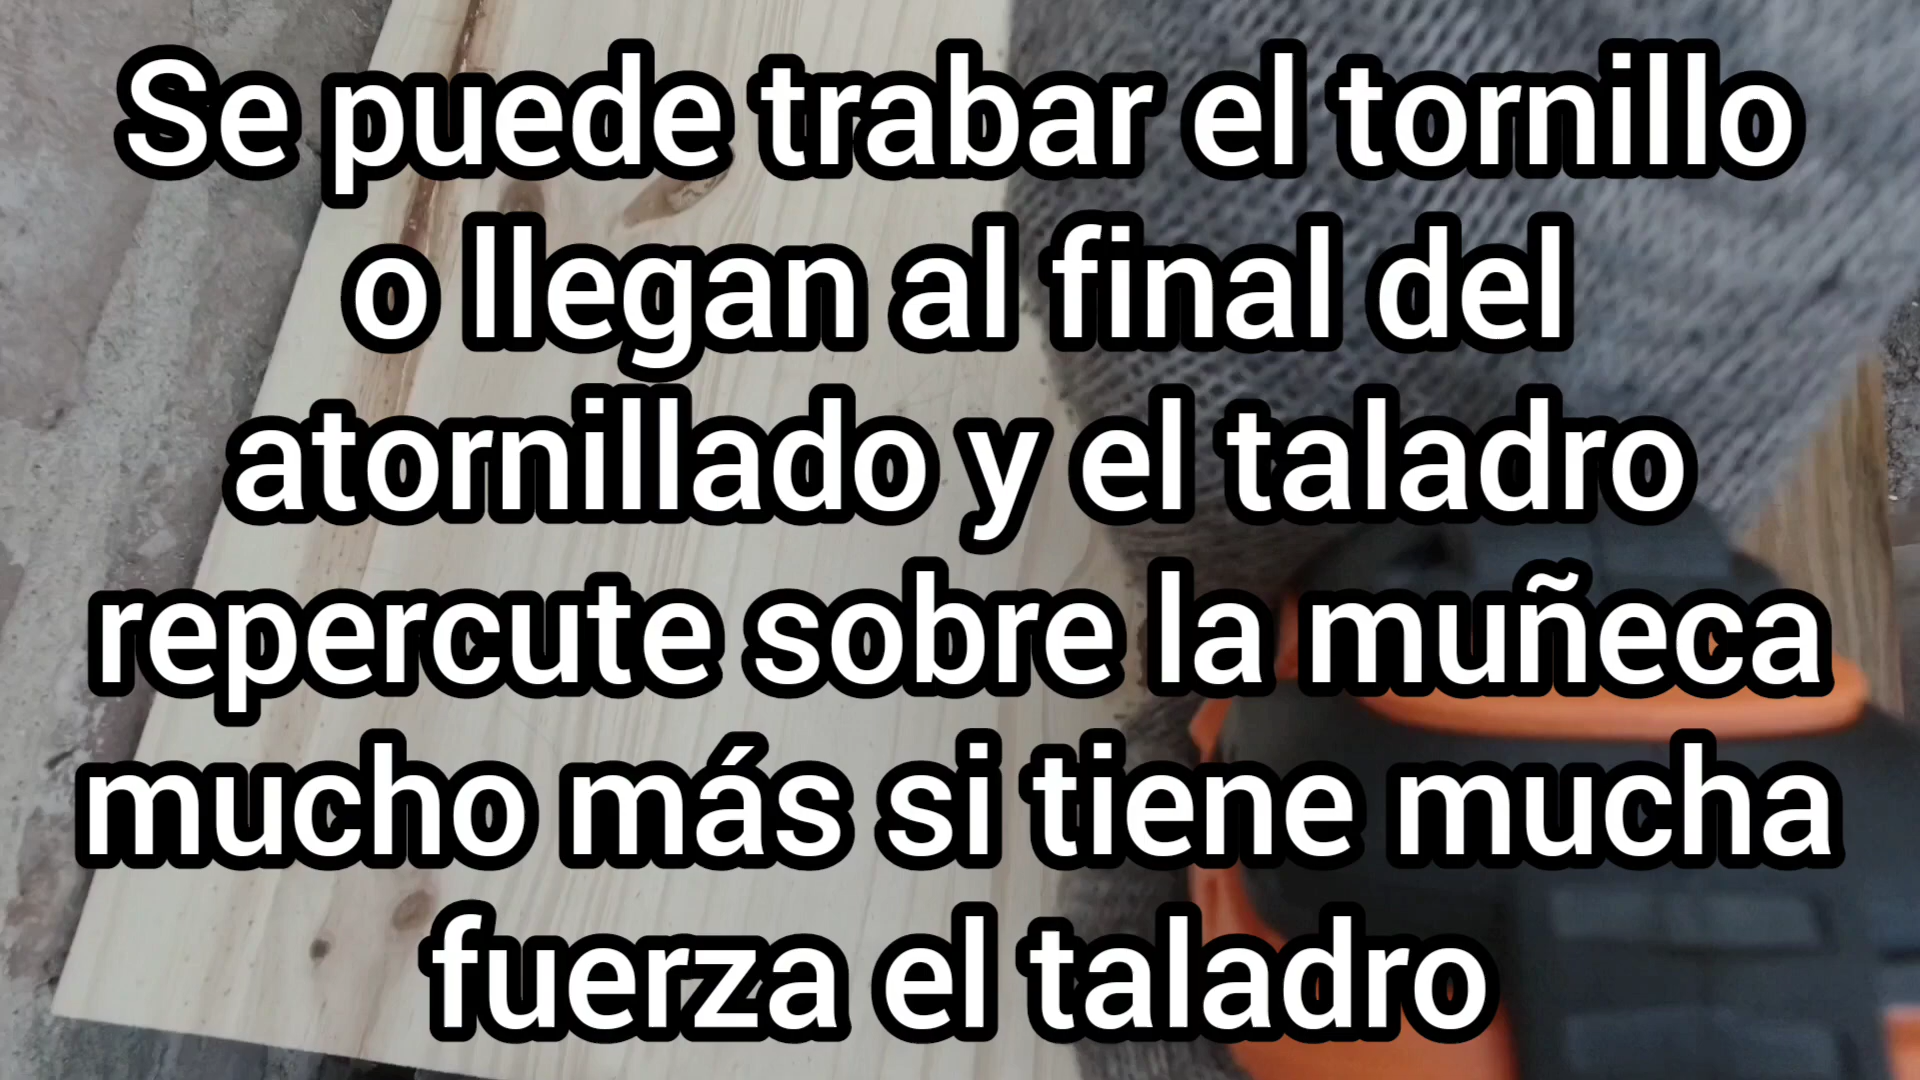 Se puede trabar el tornillo
o llegan al final del
atornillado y el taladro
repercute sobre la muñeca
mucho más si tiene mucha
fuerza el taladro